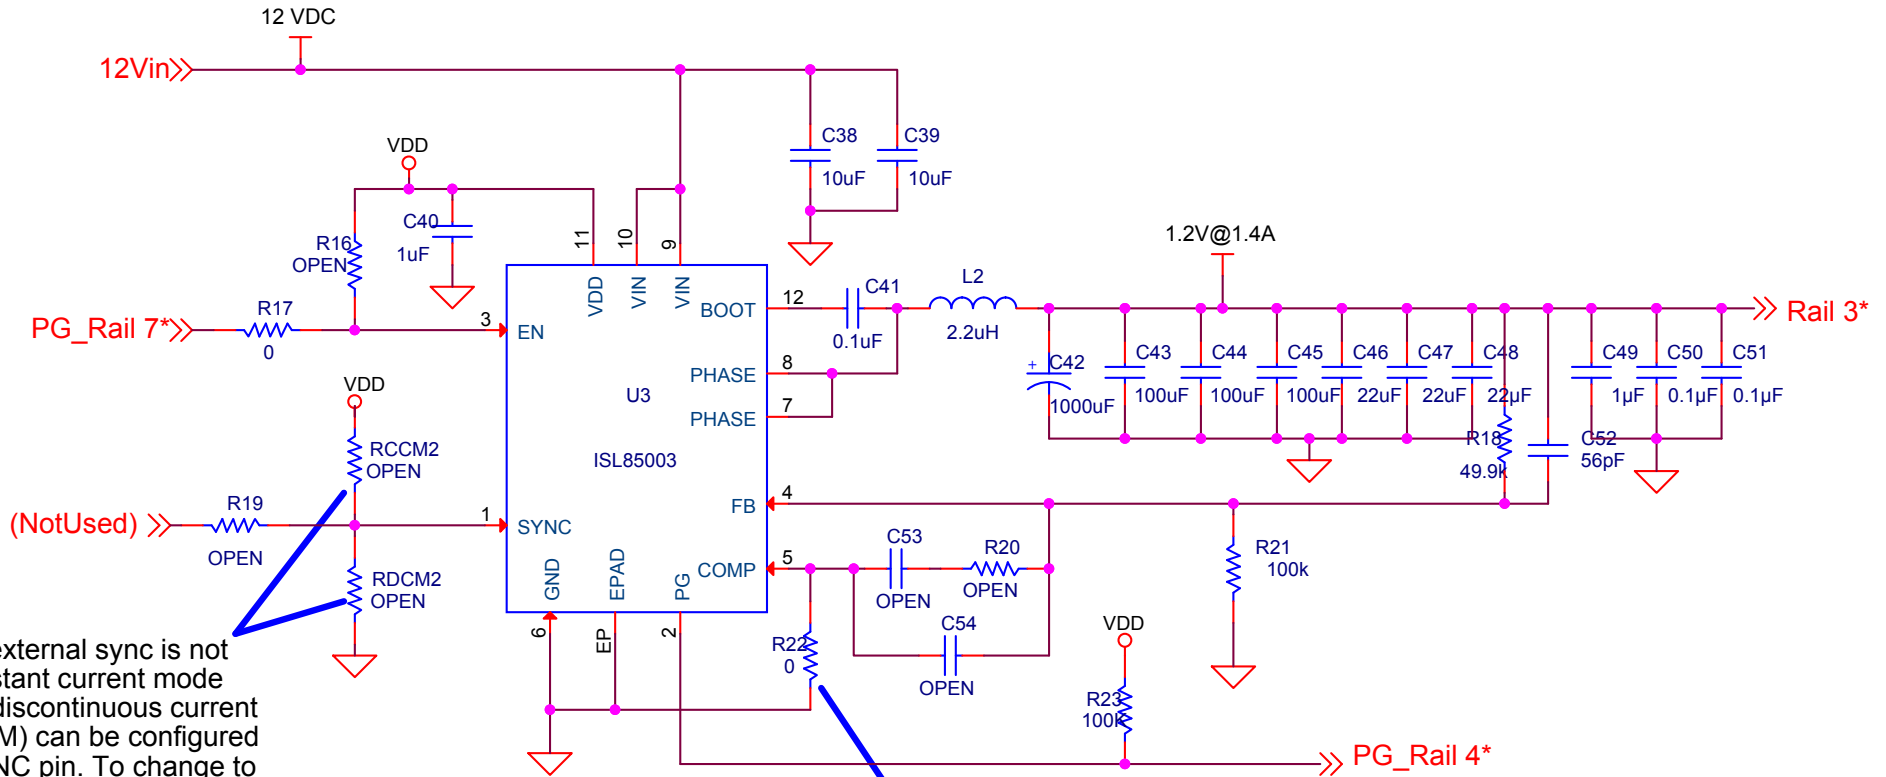 12 VDC
12Vin
VDD
C38
10uF
C39
10uF
C40
1uF
R16
OPEN
11
10
9
1.2V@1.4A
R17
0
PG_Rail 7*
3
EN
VDD
VIN
VIN
BOOT
12
C41
0.1uF
L2
2.2uH
Rail 3*
PHASE
8
PHASE
7
U3
ISL85003
+
C42
1000uF
C43
100uF
C44
100uF
C45
100uF
C46
22uF
C47
22uF
C48
22µF
C49
1µF
C50
0.1µF
C51
0.1µF
R18
49.9k
C52
56pF
VDD
RCCM2
OPEN
(NotUsed)
R19
OPEN
1
SYNC
RDCM2
OPEN
FB
4
COMP
5
GND
EPAD
PG
6
EP
2
C53
OPEN
R20
OPEN
C54
OPEN
R21
100k
R22
0
VDD
R23
100k
PG_Rail 4*
external sync is not
stant current mode
discontinuous current
M) can be configured
NC pin. To change to